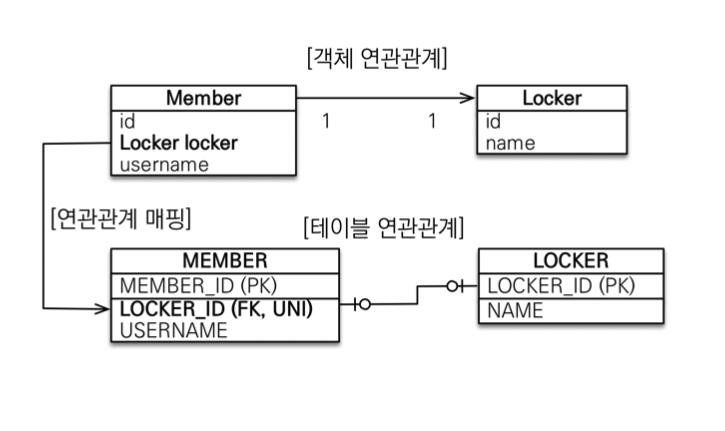 [객체 연관관계]
Member
id
Locker locker
username
1
1
Locker
id
name
[연관관계 매핑]
[테이블 연관관계]
MEMBER
MEMBER_ID (PK)
LOCKER_ID (FK, UNI)
USERNAME
LOCKER
LOCKER_ID (PK)
NAME